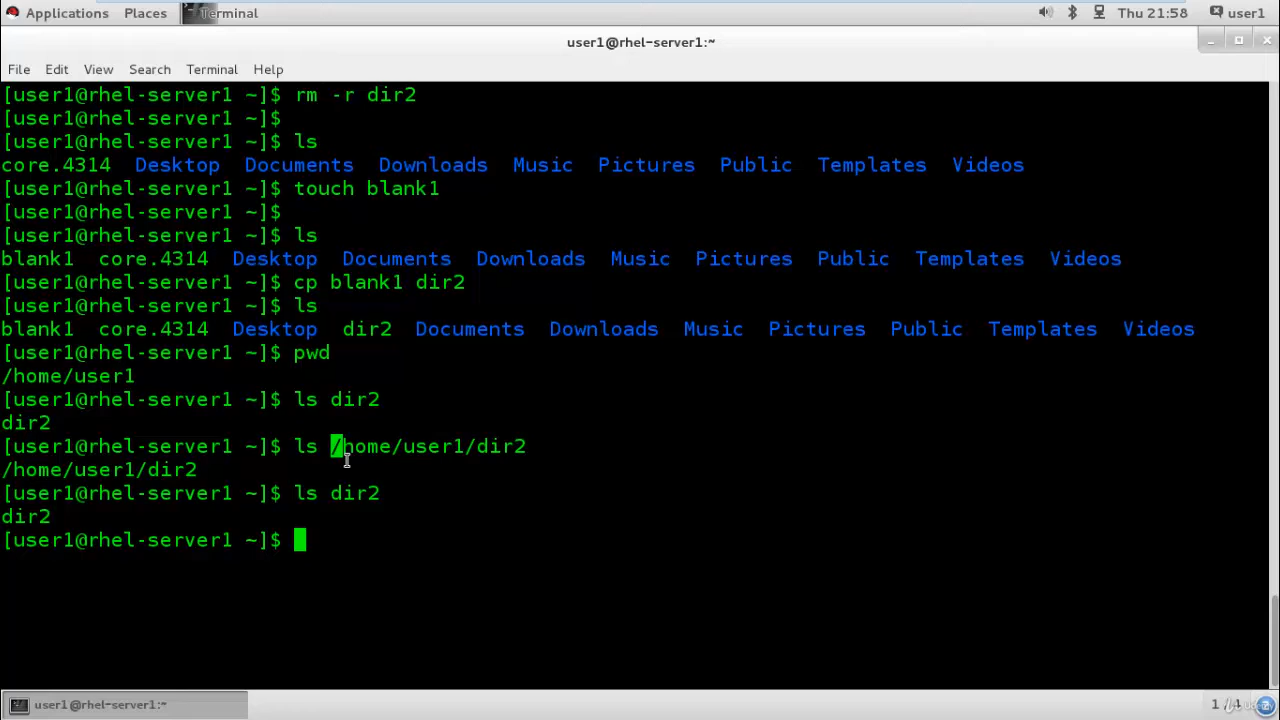 Applications Places Terminal Thu 21:58 user1
user1@rhel-server1:~
File Edit View Search Terminal Help
[user1@rhel-server1 ~]$ rm -r dir2
[user1@rhel-server1 ~]$
[user1@rhel-server1 ~]$ ls
core.4314 Desktop Documents Downloads Music Pictures Public Templates Videos
[user1@rhel-server1 ~]$ touch blank1
[user1@rhel-server1 ~]$
[user1@rhel-server1 ~]$ ls
blank1 core.4314 Desktop Documents Downloads Music Pictures Public Templates Videos
[user1@rhel-server1 ~]$ cp blank1 dir2
[user1@rhel-server1 ~]$ ls
blank1 core.4314 Desktop dir2 Documents Downloads Music Pictures Public Templates Videos
[user1@rhel-server1 ~]$ pwd
/home/user1
[user1@rhel-server1 ~]$ ls dir2
dir2
[user1@rhel-server1 ~]$ ls /home/user1/dir2
/home/user1/dir2
[user1@rhel-server1 ~]$ ls dir2
dir2
[user1@rhel-server1 ~]$
user1@rhel-server1:~ 1 / 4